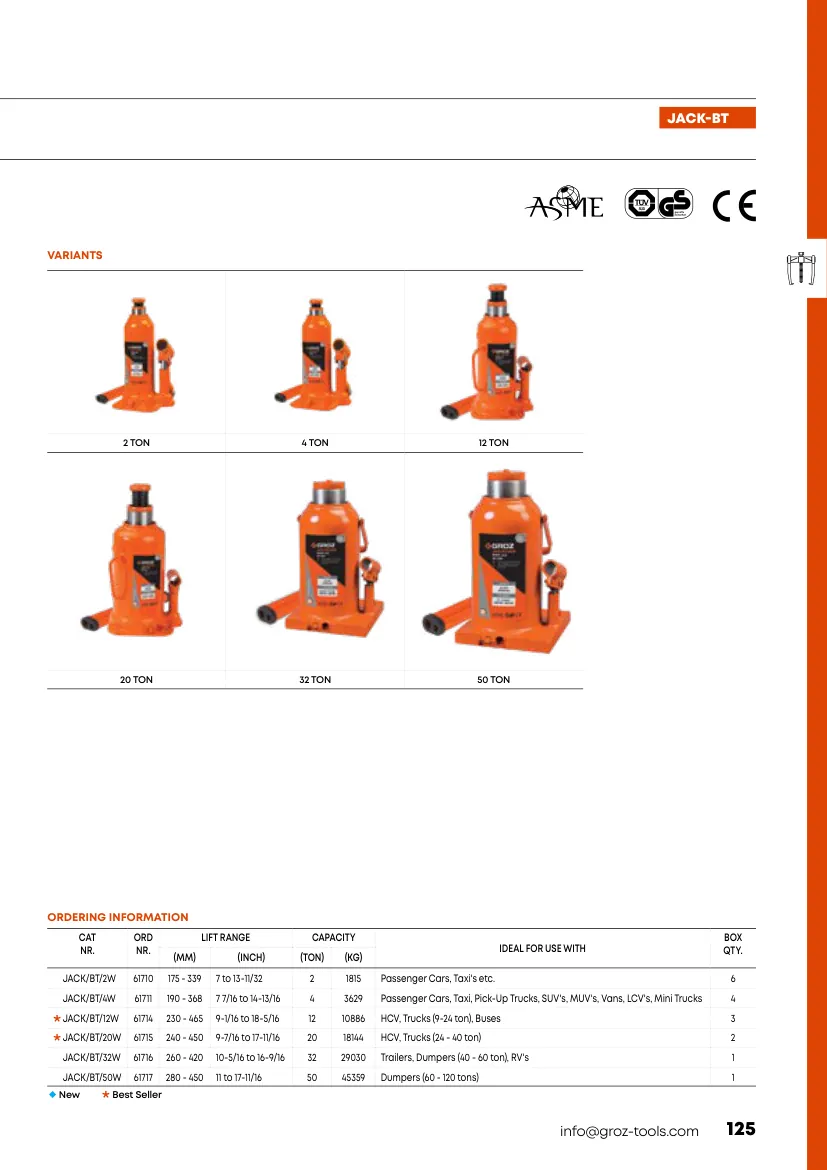 JACK-BT
ASME
TÜV
GS
CE
VARIANTS
GROZ
GROZ
GROZ
2 TON 4 TON 12 TON
GROZ
GROZ
GROZ
20 TON 32 TON 50 TON
ORDERING INFORMATION
CAT NR. ORD NR. LIFT RANGE CAPACITY IDEAL FOR USE WITH BOX QTY.
(MM) (INCH) (TON) (KG)
JACK/BT/2W 61710 175 - 339 7 to 13-11/32 2 1815 Passenger Cars, Taxi's etc. 6
JACK/BT/4W 61711 190 - 368 7 7/16 to 14-13/16 4 3629 Passenger Cars, Taxi, Pick-Up Trucks, SUV's, MUV's, Vans, LCV's, Mini Trucks 4
* JACK/BT/12W 61714 230 - 465 9-1/16 to 18-5/16 12 10886 HCV, Trucks (9-24 ton), Buses 3
* JACK/BT/20W 61715 240 - 450 9-7/16 to 17-11/16 20 18144 HCV, Trucks (24 - 40 ton) 2
JACK/BT/32W 61716 260 - 420 10-5/16 to 16-9/16 32 29030 Trailers, Dumpers (40 - 60 ton), RV's 1
JACK/BT/50W 61717 280 - 450 11 to 17-11/16 50 45359 Dumpers (60 - 120 tons) 1
◆ New * Best Seller
info@groz-tools.com 125